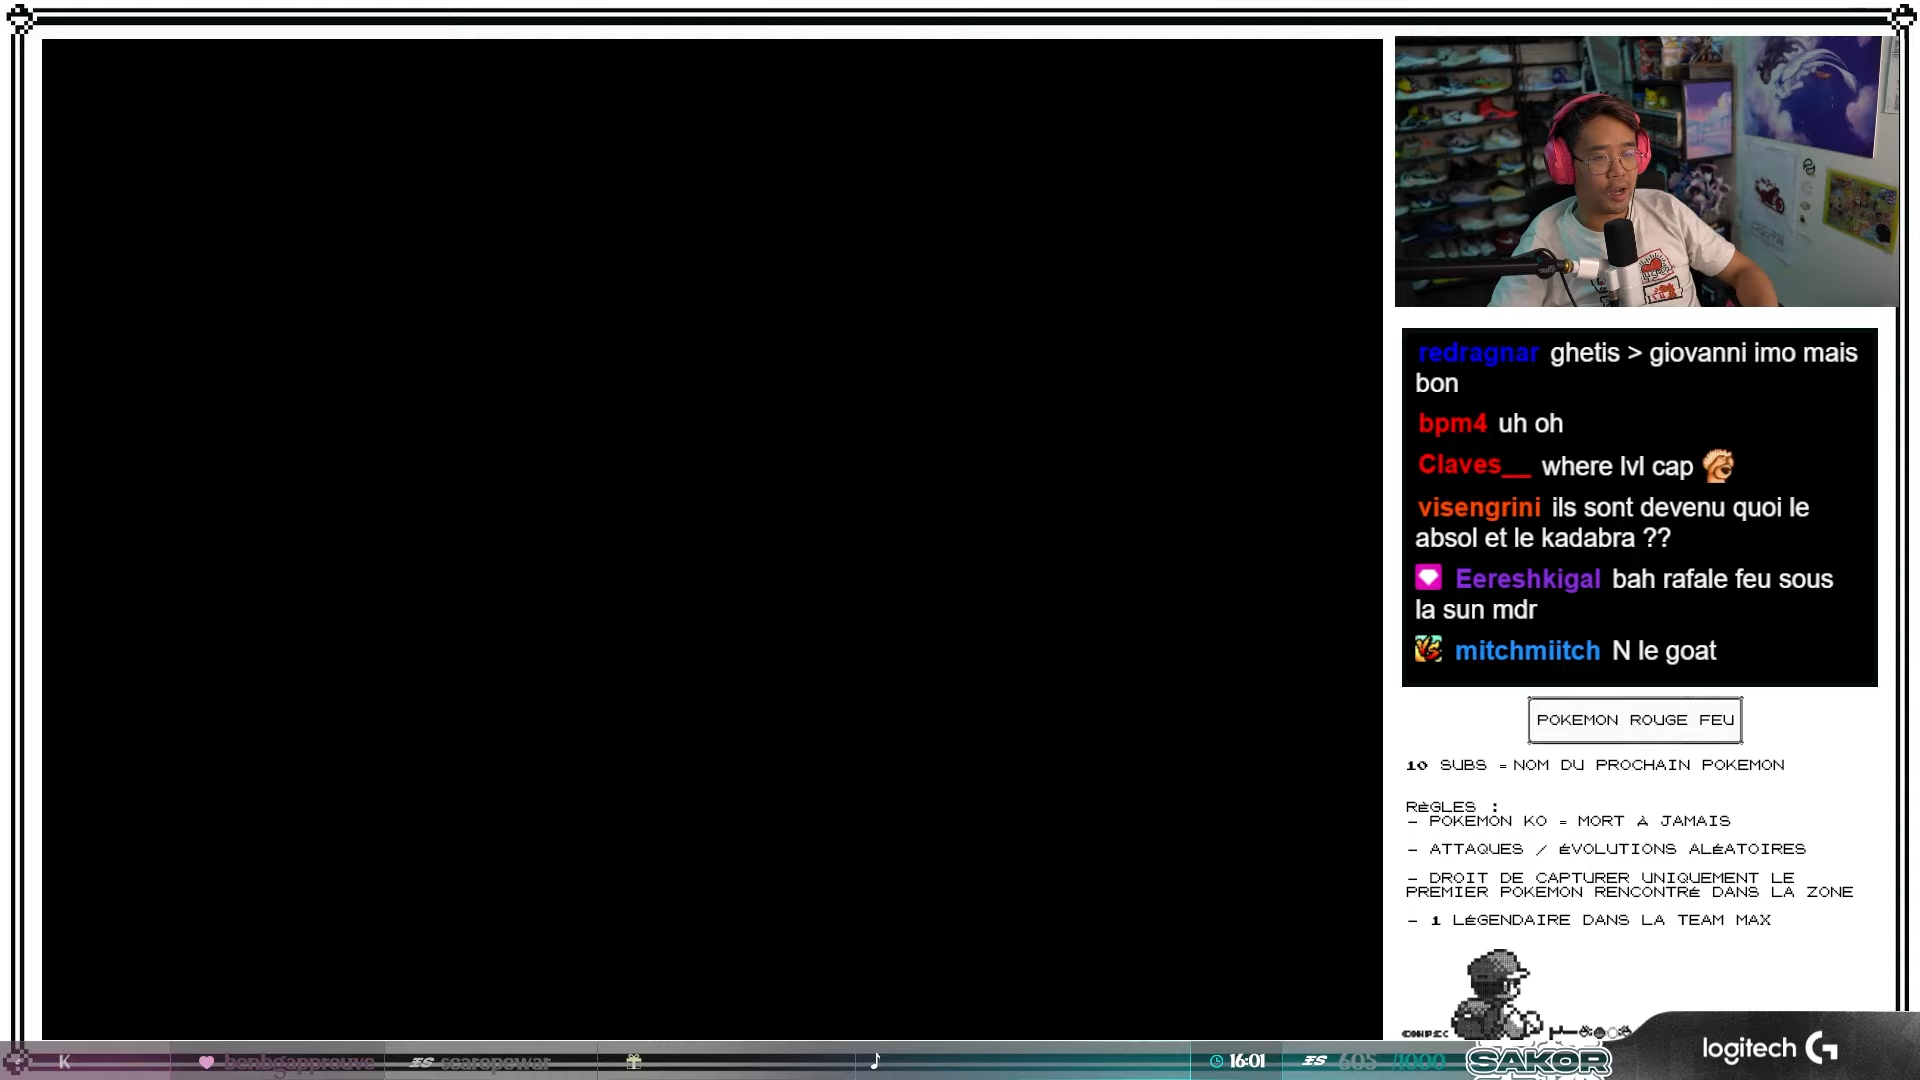 redragnar ghetis > giovanni imo mais
bon
bpm4 uh oh
Claves__ where lvl cap
visengrini ils sont devenu quoi le
absol et le kadabra ??
Eereshkigal bah rafale feu sous
la sun mdr
mitchmiitch N le goat
POKEMON ROUGE FEU
10 SUBS = NOM DU PROCHAIN POKEMON
RÈGLES :
- POKEMON KO = MORT À JAMAIS
- ATTAQUES / ÉVOLUTIONS ALÉATOIRES
- DROIT DE CAPTURER UNIQUEMENT LE
PREMIER POKEMON RENCONTRÉ DANS LA ZONE
- 1 LÉGENDAIRE DANS LA TEAM MAX
K
16:01
605 /1000
SAKOR
logitech G